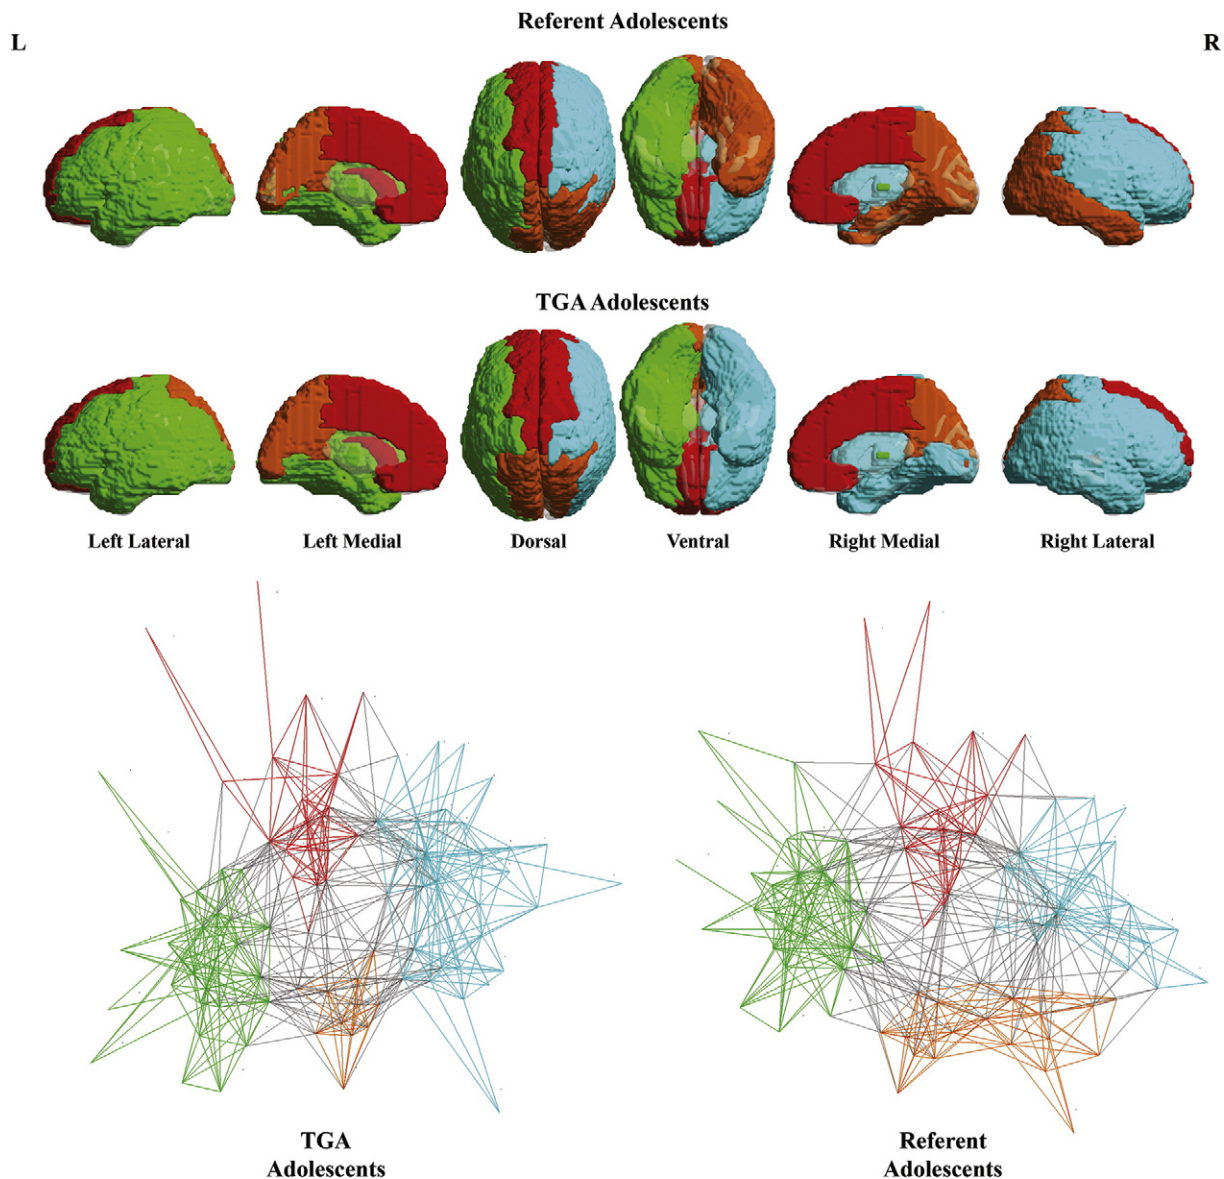 Referent Adolescents
L
R
TGA Adolescents
Left Lateral
Left Medial
Dorsal
Ventral
Right Medial
Right Lateral
TGA
Adolescents
Referent
Adolescents